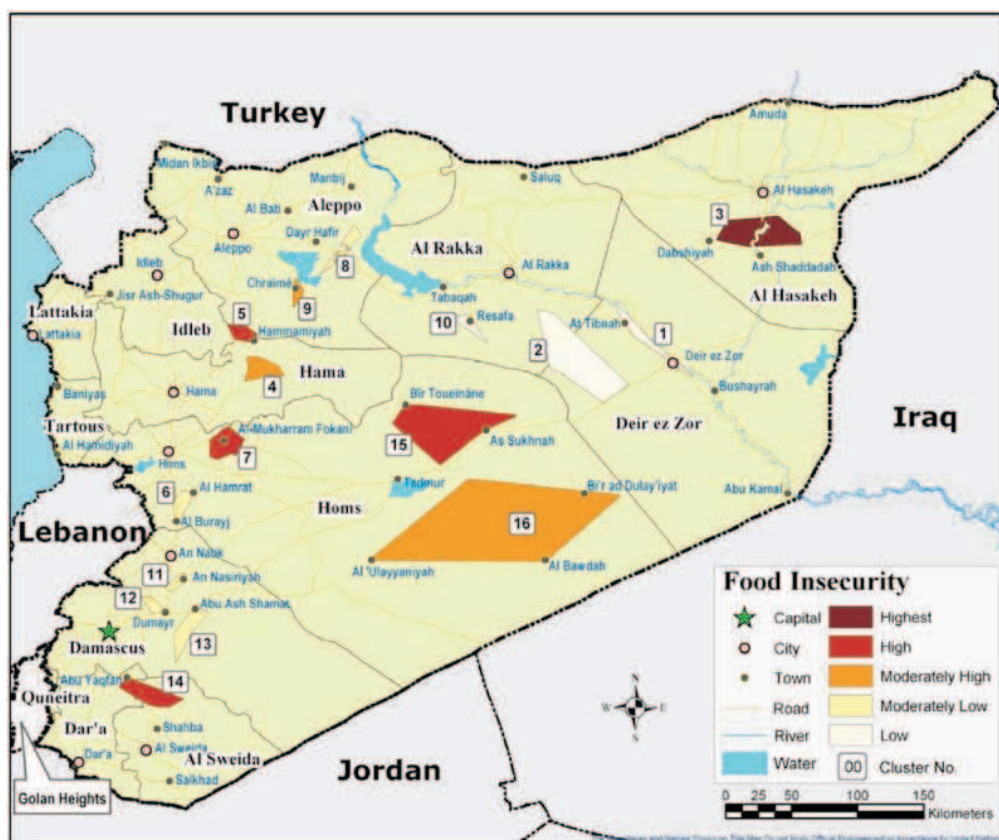 Turkey
Amuda
Midan Ikbis
A'zaz
Manbij
Saluq
Al Hasakeh
Al Bab
Aleppo
3
Aleppo
Dayr Hafir
Al Rakka
Dabshiyah
Idleb
8
Al Rakka
Ash Shaddadah
Jisr Ash-Shugur
Chraimé
Tabaqah
Al Hasakeh
Lattakia
9
5
10
Resafa
At Tibnah
1
Lattakia
Idleb
Hammamiyah
2
Deir ez Zor
4
Hama
Baniyas
Hama
Bîr Toueinâne
Bushayrah
Tartous
Al-Mukharram Fokani
Deir ez Zor
Iraq
Al Hamidiyah
15
As Sukhnah
Hims
7
Tadmur
6
Al Hamrat
Bi'r ad Dulay'iyat
Abu Kamal
Homs
Lebanon
Al Burayj
16
An Nabk
Al 'Ulayyaniyah
Al Bawdah
11
An Nasiriyah
12
Abu Ash Shamat
Dumayr
13
Damascus
Abu Yaqfan
14
Quneitra
Dar'a
Shahba
Al Sweida
Al Sweida
Dar'a
Salkhad
Golan Heights
Jordan
N
W
E
S
Food Insecurity
Capital
Highest
City
High
Town
Moderately High
Road
Moderately Low
River
Low
Water
00
Cluster No.
0 25 50 100 150
Kilometers